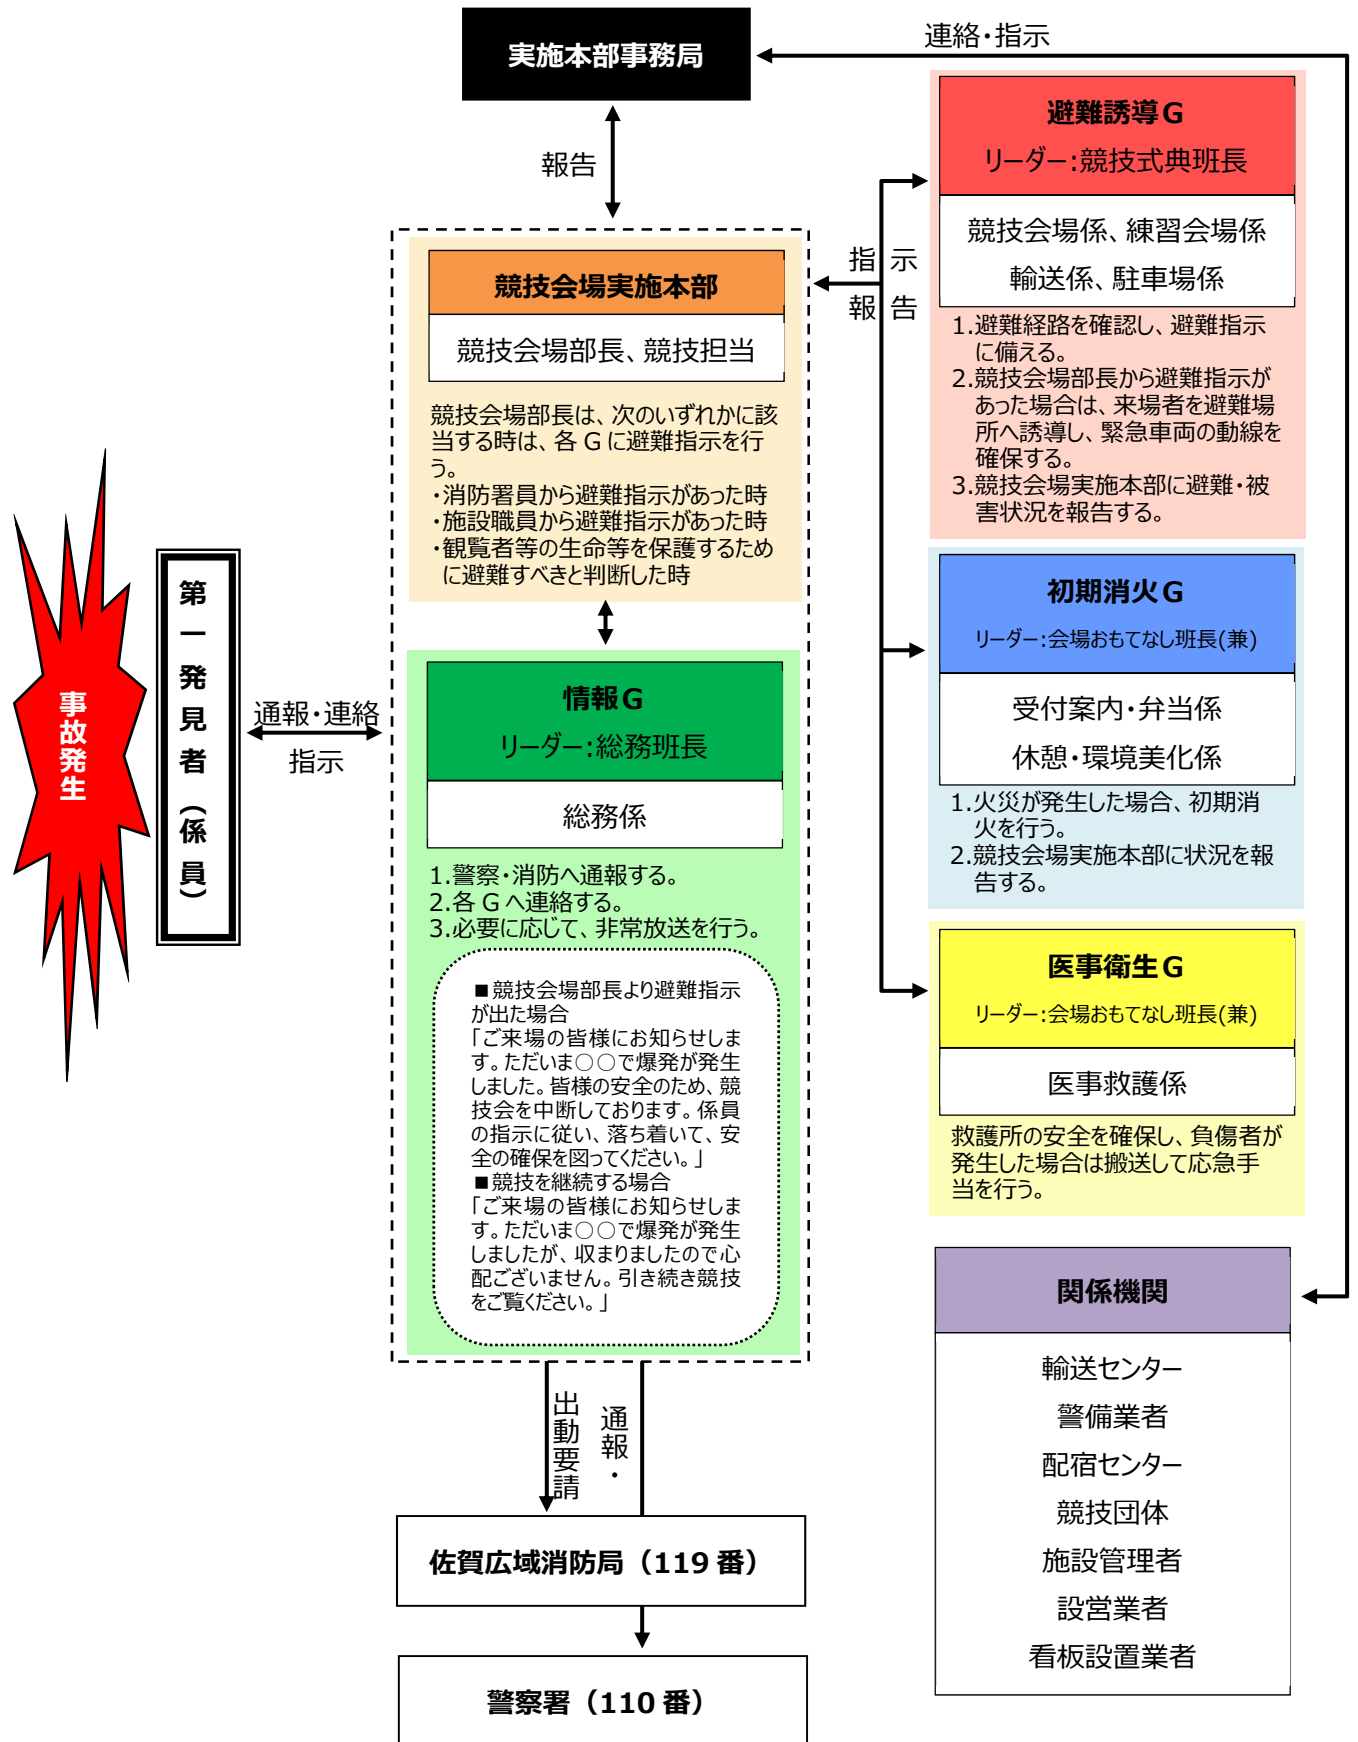 実施本部事務局
連絡・指示
報告
避難誘導G
リーダー:競技式典班長
競技会場係、練習会場係
輸送係、駐車場係
1.避難経路を確認し、避難指示
に備える。
2.競技会場部長から避難指示が
あった場合は、来場者を避難場
所へ誘導し、緊急車両の動線を
確保する。
3.競技会場実施本部に避難・被
害状況を報告する。
指示
報告
競技会場実施本部
競技会場部長、競技担当
競技会場部長は、次のいずれかに該
当する時は、各 G に避難指示を行
う。
・消防署員から避難指示があった時
・施設職員から避難指示があった時
・観覧者等の生命等を保護するため
に避難すべきと判断した時
事故発生
第一発見者(係員)
通報・連絡
指示
情報G
リーダー:総務班長
総務係
1.警察・消防へ通報する。
2.各 G へ連絡する。
3.必要に応じて、非常放送を行う。
■競技会場部長より避難指示
が出た場合
「ご来場の皆様にお知らせしま
す。ただいま○○で爆発が発生
しました。皆様の安全のため、競
技会を中断しております。係員
の指示に従い、落ち着いて、安
全の確保を図ってください。」
■競技を継続する場合
「ご来場の皆様にお知らせしま
す。ただいま○○で爆発が発生
しましたが、収まりましたので心
配ございません。引き続き競技
をご覧ください。」
初期消火G
リーダー:会場おもてなし班長(兼)
受付案内・弁当係
休憩・環境美化係
1.火災が発生した場合、初期消
火を行う。
2.競技会場実施本部に状況を報
告する。
医事衛生G
リーダー:会場おもてなし班長(兼)
医事救護係
救護所の安全を確保し、負傷者が
発生した場合は搬送して応急手
当を行う。
関係機関
輸送センター
警備業者
配宿センター
競技団体
施設管理者
設営業者
看板設置業者
通報・
出動要請
佐賀広域消防局（119 番）
警察署（110 番）